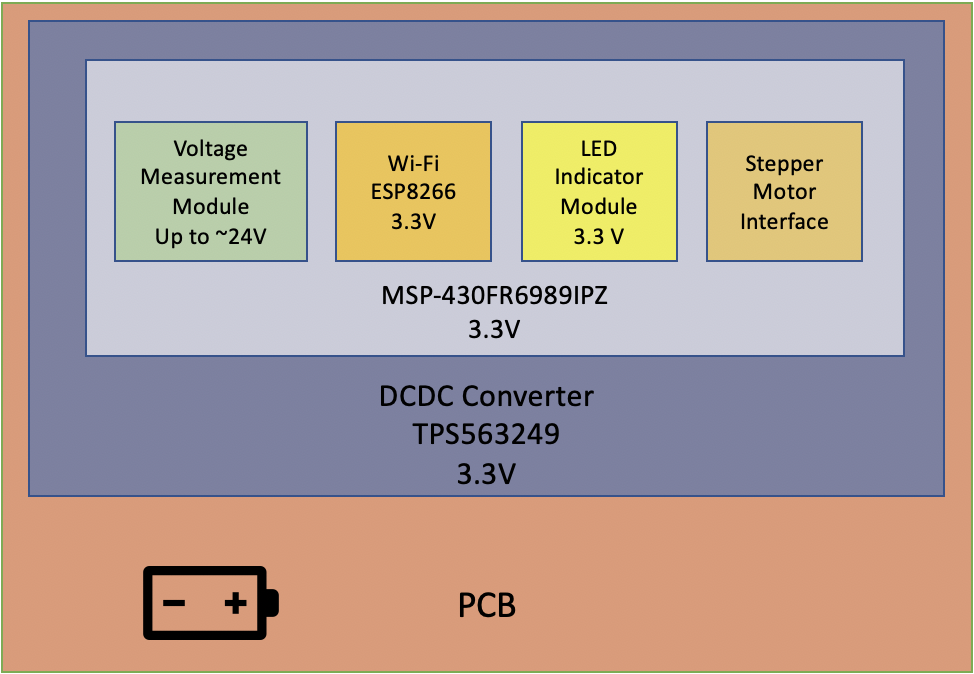 Voltage
Measurement
Module
Up to ~24V
Wi-Fi
ESP8266
3.3V
LED
Indicator
Module
3.3 V
Stepper
Motor
Interface
MSP-430FR6989IPZ
3.3V
DCDC Converter
TPS563249
3.3V
PCB